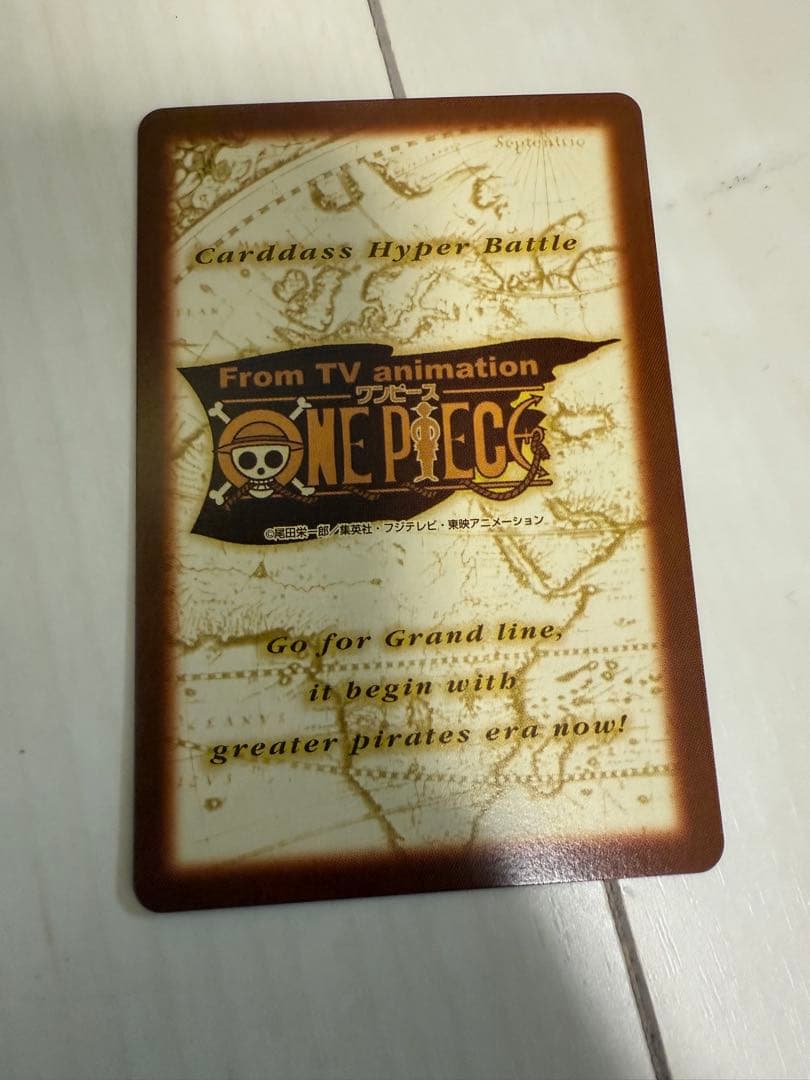 Septentrio
Carddass Hyper Battle
From TV animation
ワンピース
ONE PIECE
©尾田栄一郎／集英社・フジテレビ・東映アニメーション
Go for Grand line,
it begin with
greater pirates era now!